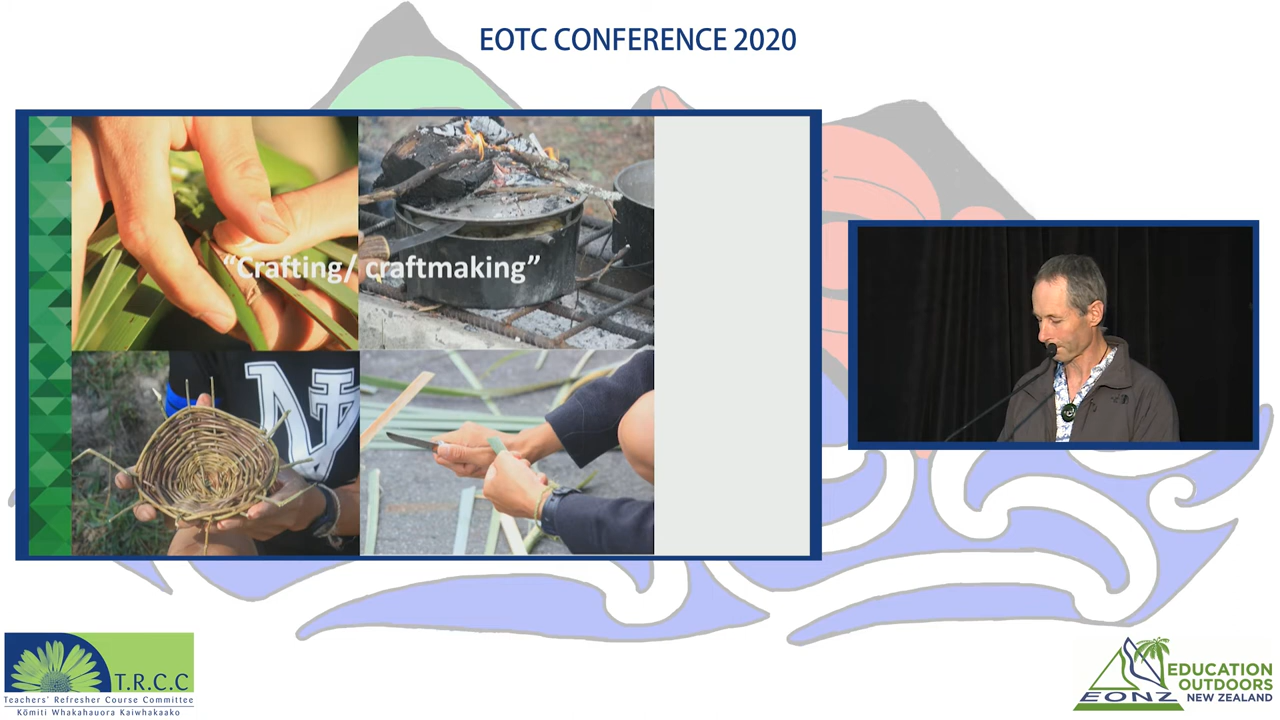 EOTC CONFERENCE 2020
“Crafting/ craftmaking”
T.R.C.C
Teachers' Refresher Course Committee
Kōmiti Whakahauora Kaiwhakaako
EONZ
EDUCATION
OUTDOORS
NEW ZEALAND